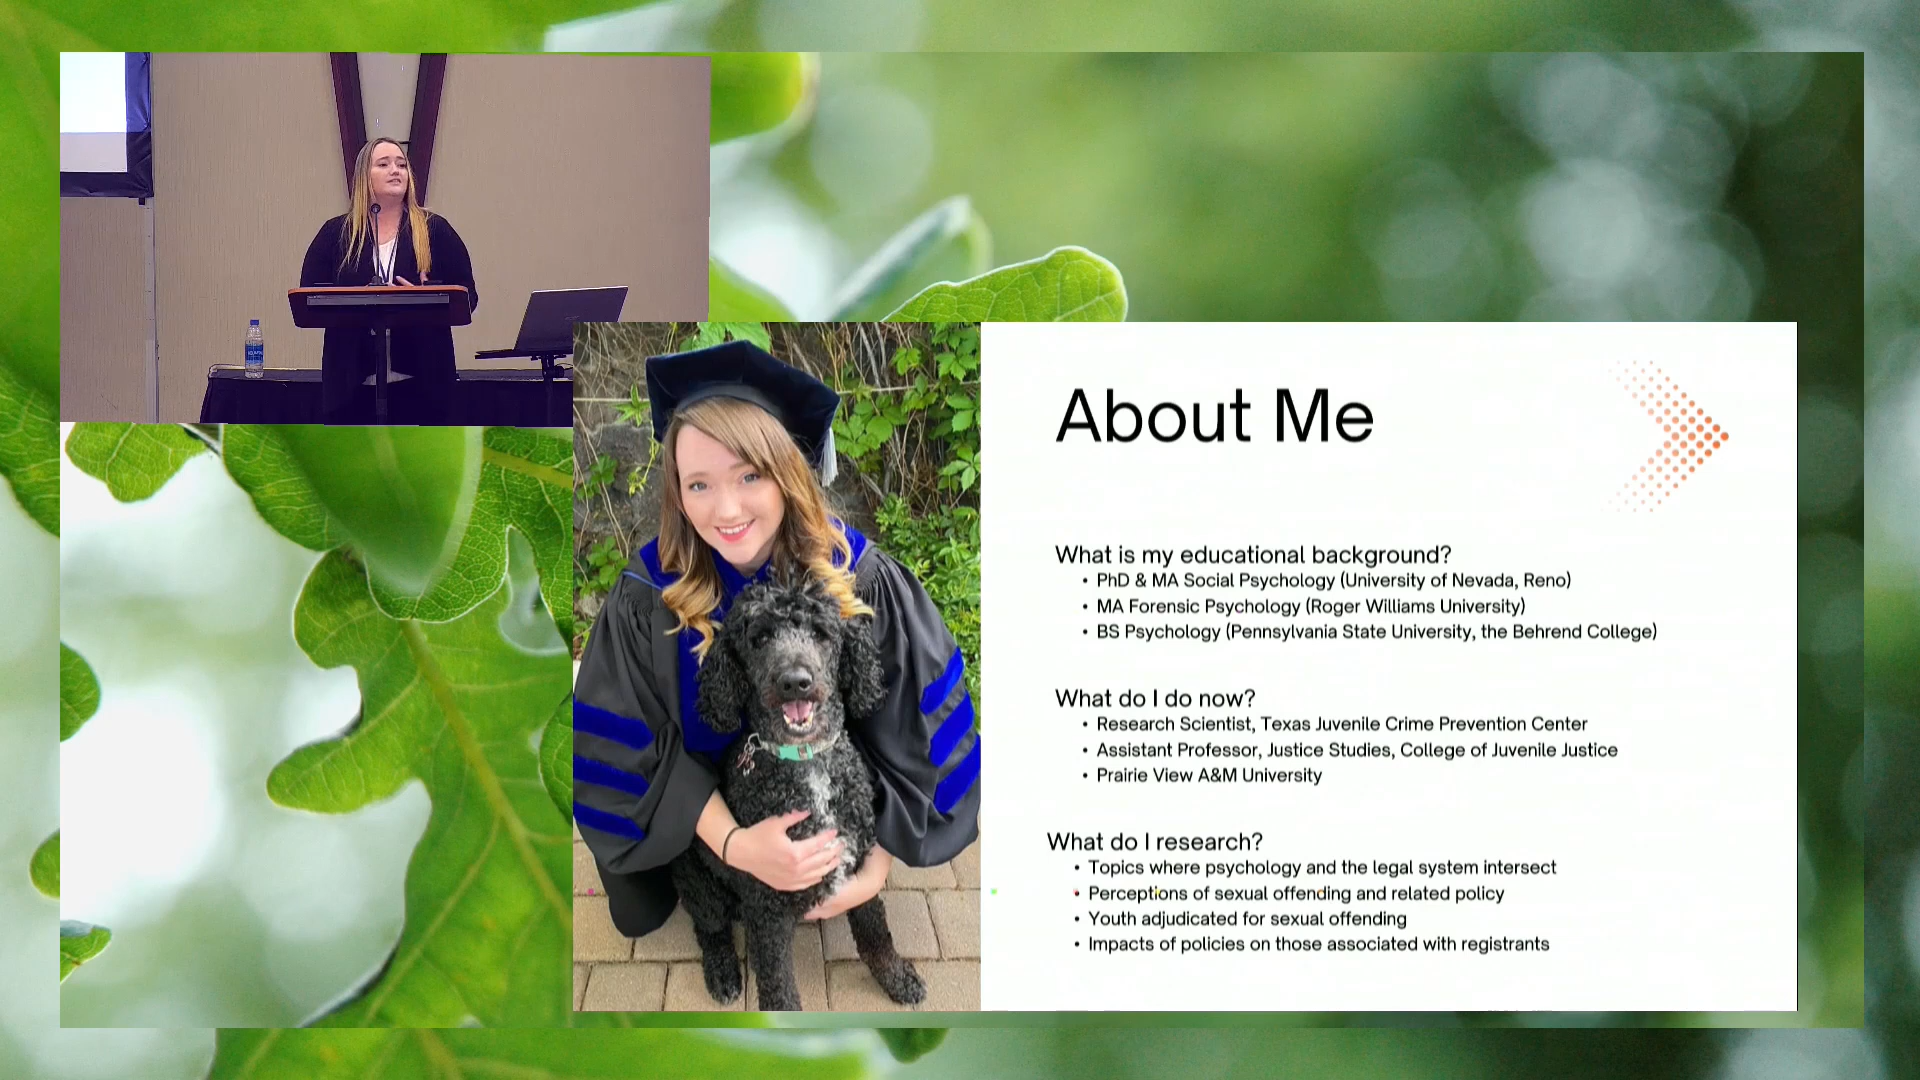 About Me
What is my educational background?
• PhD & MA Social Psychology (University of Nevada, Reno)
• MA Forensic Psychology (Roger Williams University)
• BS Psychology (Pennsylvania State University, the Behrend College)
What do I do now?
• Research Scientist, Texas Juvenile Crime Prevention Center
• Assistant Professor, Justice Studies, College of Juvenile Justice
• Prairie View A&M University
What do I research?
• Topics where psychology and the legal system intersect
• Perceptions of sexual offending and related policy
• Youth adjudicated for sexual offending
• Impacts of policies on those associated with registrants